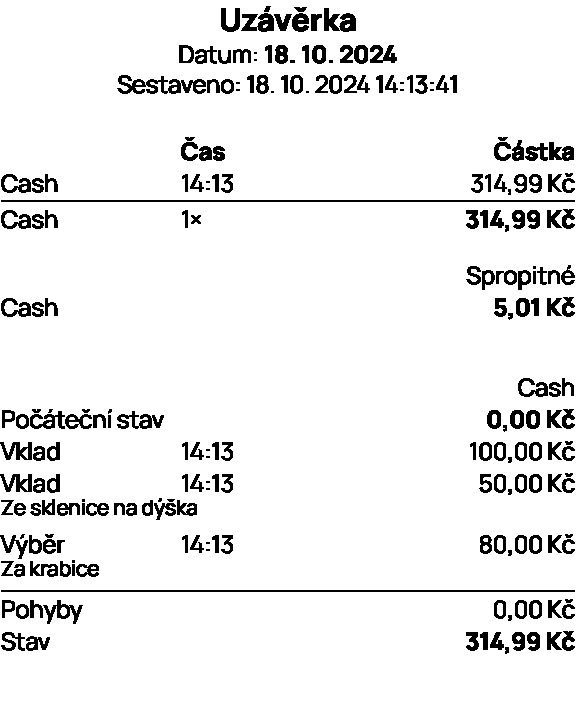 Uzávěrka
Datum: 18. 10. 2024
Sestaveno: 18. 10. 2024 14:13:41
Čas Částka
Cash 14:13 314,99 Kč
Cash 1× 314,99 Kč
Spropitné
Cash 5,01 Kč
Cash
Počáteční stav 0,00 Kč
Vklad 14:13 100,00 Kč
Vklad 14:13 50,00 Kč
Ze sklenice na dýška
Výběr 14:13 80,00 Kč
Za krabice
Pohyby 0,00 Kč
Stav 314,99 Kč